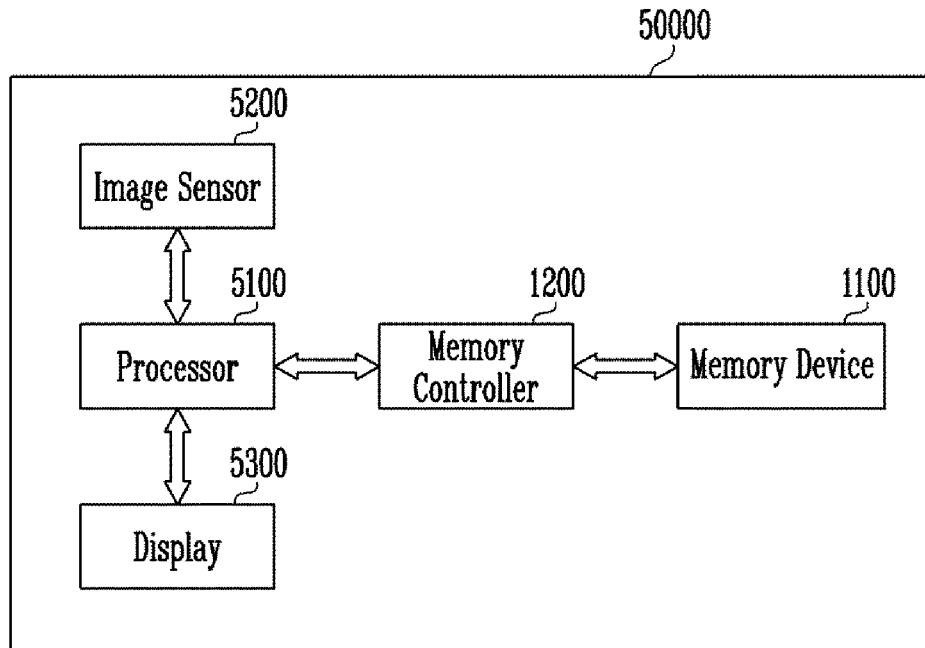 50000
5200
Image Sensor
5100
Processor
1200
Memory
Controller
1100
Memory Device
5300
Display